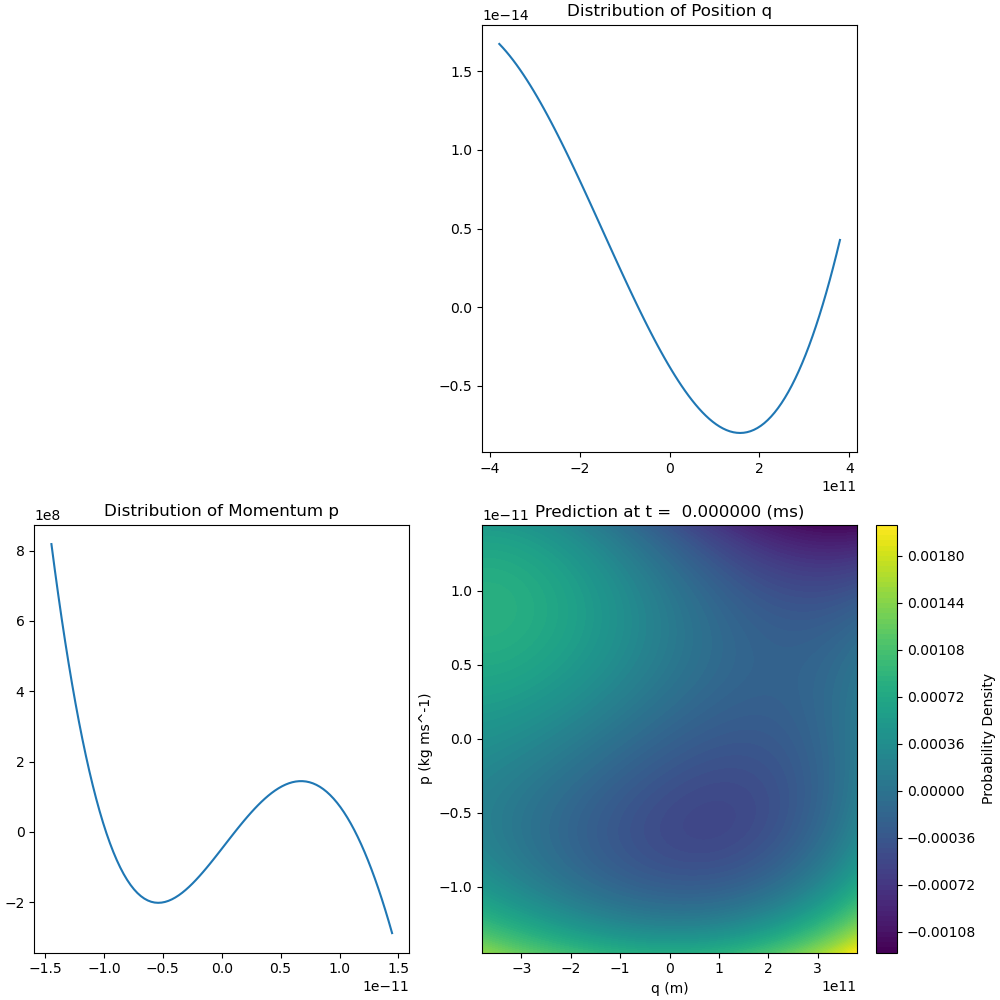 Distribution of Position q
1e−14
1.5
1.0
0.5
0.0
−0.5
−4 −2 0 2 4
1e11
Distribution of Momentum p
1e8
8
6
4
2
0
−2
−1.5 −1.0 −0.5 0.0 0.5 1.0 1.5
1e−11
Prediction at t =  0.000000 (ms)
1e−11
1.0
0.5
0.0
−0.5
−1.0
p (kg ms^-1)
−3 −2 −1 0 1 2 3
1e11
q (m)
0.00180
0.00144
0.00108
0.00072
0.00036
0.00000
−0.00036
−0.00072
−0.00108
Probability Density